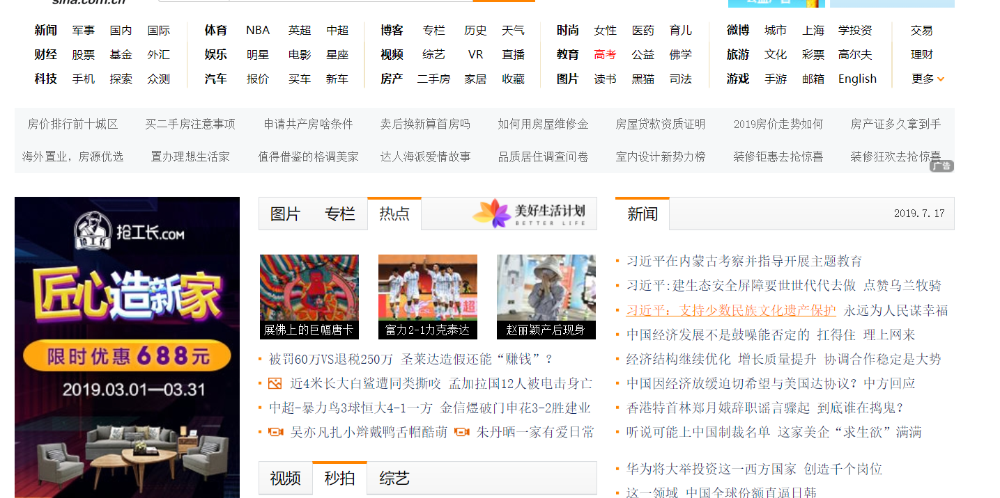 sina.com.cn
新闻 军事 国内 国际 体育 NBA 英超 中超 博客 专栏 历史 天气 时尚 女性 医药 育儿 微博 城市 上海 学投资 交易
财经 股票 基金 外汇 娱乐 明星 电影 星座 视频 综艺 VR 直播 教育 高考 公益 佛学 旅游 文化 彩票 高尔夫 理财
科技 手机 探索 众测 汽车 报价 买车 新车 房产 二手房 家居 收藏 图片 读书 黑猫 司法 游戏 手游 邮箱 English 更多
房价排行前十城区 买二手房注意事项 申请共产房啥条件 卖后换新算首房吗 如何用房屋维修金 房屋贷款资质证明 2019房价走势如何 房产证多久拿到手
海外置业，房源优选 置办理想生活家 值得借鉴的格调美家 达人海派爱情故事 品质居住调查问卷 室内设计新势力榜 装修钜惠去抢惊喜 装修狂欢去抢惊喜
广告
抢工长
抢工长.com
匠心造新家
限时优惠688元
2019.03.01—03.31
图片 专栏 热点
美好生活计划
BETTER LIFE
展佛上的巨幅唐卡 富力2-1力克泰达 赵丽颖产后现身
被罚60万VS退税250万 圣莱达造假还能“赚钱”？
近4米长大白鲨遭同类撕咬 孟加拉国12人被电击身亡
中超-暴力鸟3球恒大4-1一方 金信煜破门申花3-2胜建业
吴亦凡扎小辫戴鸭舌帽酷萌 朱丹晒一家有爱日常
视频 秒拍 综艺
新闻 2019.7.17
习近平在内蒙古考察并指导开展主题教育
习近平:建生态安全屏障要世世代代去做 点赞乌兰牧骑
习近平：支持少数民族文化遗产保护 永远为人民谋幸福
中国经济发展不是鼓噪能否定的 扛得住 理上网来
经济结构继续优化 增长质量提升 协调合作稳定是大势
中国因经济放缓迫切希望与美国达协议？中方回应
香港特首林郑月娥辞职谣言骤起 到底谁在捣鬼？
听说可能上中国制裁名单 这家美企“求生欲”满满
华为将大举投资这一西方国家 创造千个岗位
这一领域 中国全球份额直逼日韩